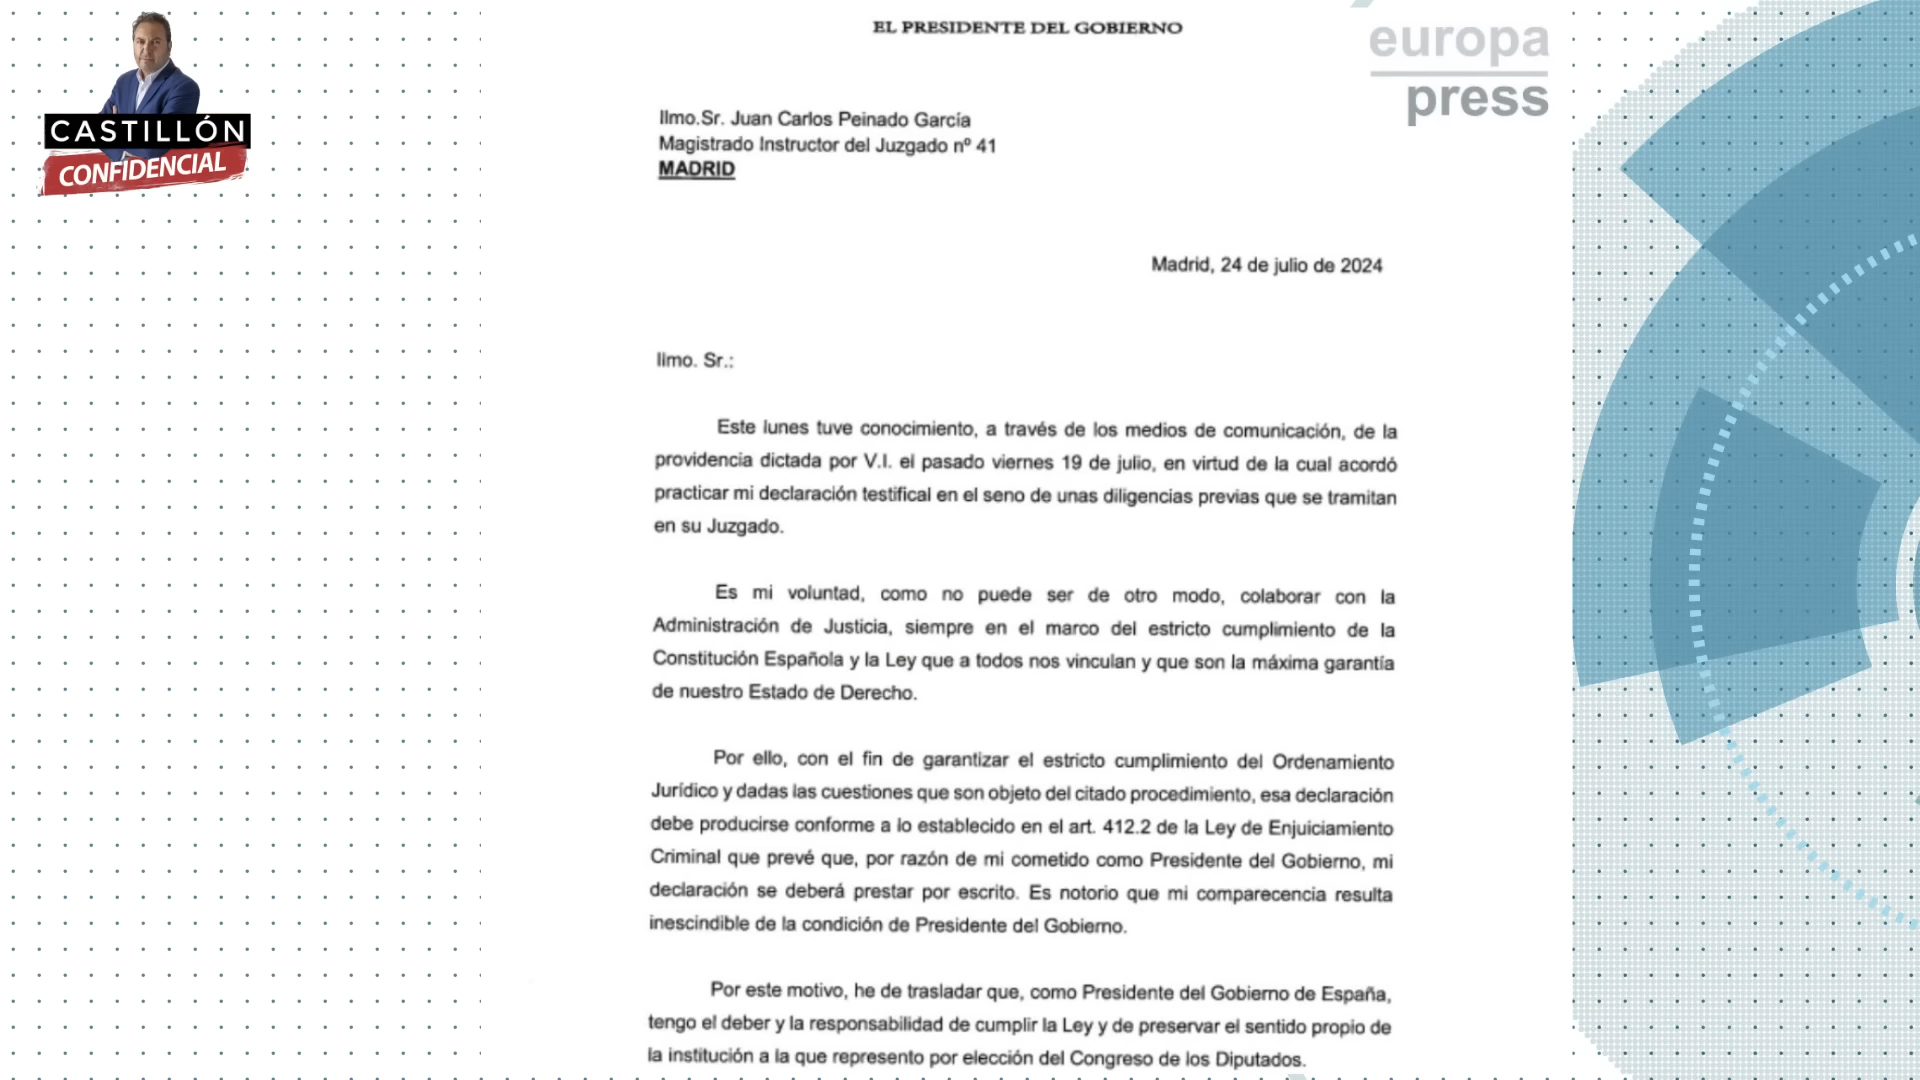 EL PRESIDENTE DEL GOBIERNO
europa
press
CASTILLÓN
CONFIDENCIAL
Ilmo.Sr. Juan Carlos Peinado García
Magistrado Instructor del Juzgado nº 41
MADRID
Madrid, 24 de julio de 2024
Ilmo. Sr.:
Este lunes tuve conocimiento, a través de los medios de comunicación, de la
providencia dictada por V.I. el pasado viernes 19 de julio, en virtud de la cual acordó
practicar mi declaración testifical en el seno de unas diligencias previas que se tramitan
en su Juzgado.
Es mi voluntad, como no puede ser de otro modo, colaborar con la
Administración de Justicia, siempre en el marco del estricto cumplimiento de la
Constitución Española y la Ley que a todos nos vinculan y que son la máxima garantía
de nuestro Estado de Derecho.
Por ello, con el fin de garantizar el estricto cumplimiento del Ordenamiento
Jurídico y dadas las cuestiones que son objeto del citado procedimiento, esa declaración
debe producirse conforme a lo establecido en el art. 412.2 de la Ley de Enjuiciamiento
Criminal que prevé que, por razón de mi cometido como Presidente del Gobierno, mi
declaración se deberá prestar por escrito. Es notorio que mi comparecencia resulta
inescindible de la condición de Presidente del Gobierno.
Por este motivo, he de trasladar que, como Presidente del Gobierno de España,
tengo el deber y la responsabilidad de cumplir la Ley y de preservar el sentido propio de
la institución a la que represento por elección del Congreso de los Diputados.